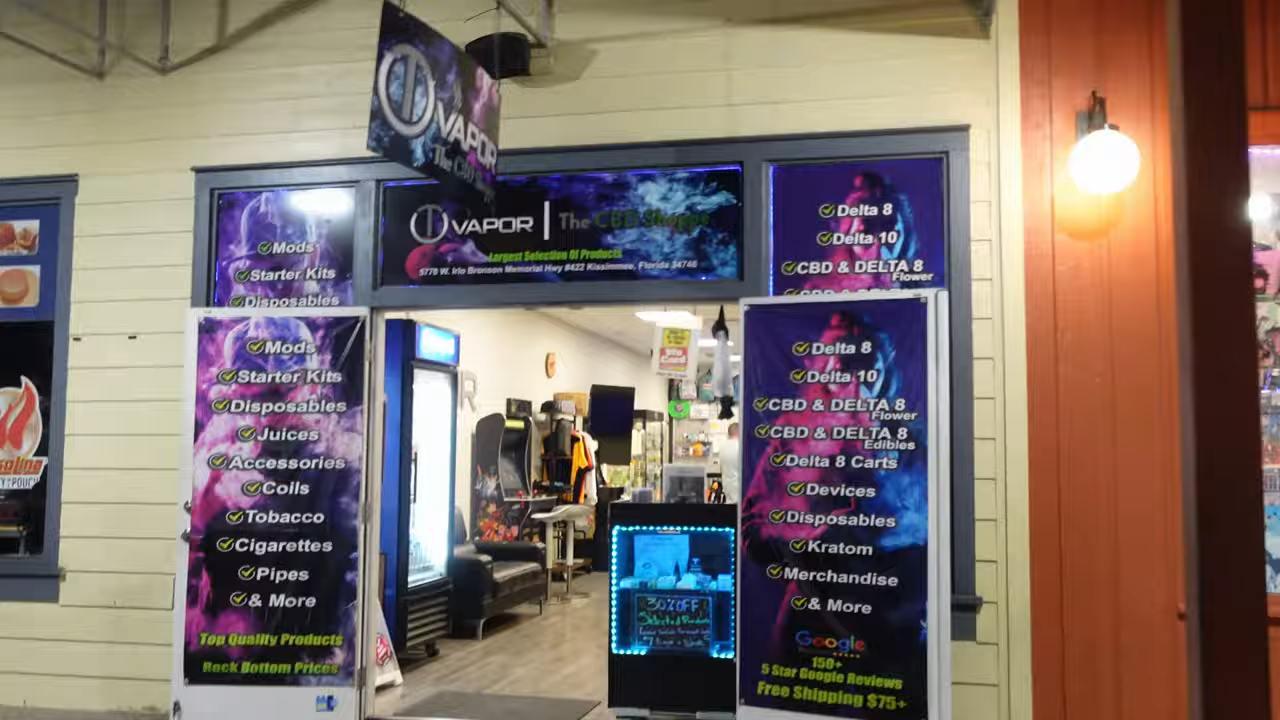 VAPOR
The CBD
VAPOR | The CBD Shoppe
Largest Selection Of Products
5770 W. Irlo Bronson Memorial Hwy #422 Kissimmee, Florida 34746
Mods
Starter Kits
Disposables
Delta 8
Delta 10
CBD & DELTA 8
Flower
Mods
Starter Kits
Disposables
Juices
Accessories
Coils
Tobacco
Cigarettes
Pipes
& More
Top Quality Products
Rock Bottom Prices
30% OFF
Selected Products
Delta 8
Delta 10
CBD & DELTA 8
Flower
CBD & DELTA 8
Edibles
Delta 8 Carts
Devices
Disposables
Kratom
Merchandise
& More
Google
150+
5 Star Google Reviews
Free Shipping $75+